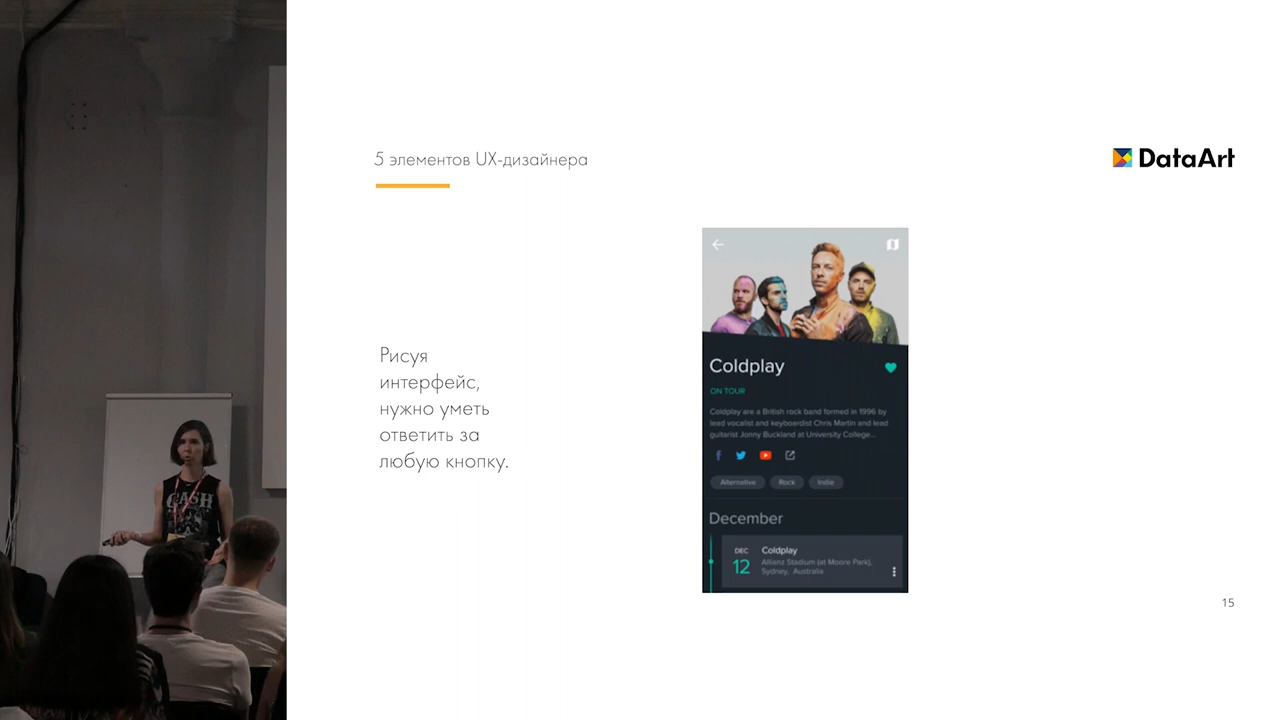 5 элементов UX-дизайнера
DataArt
Рисуя
интерфейс,
нужно уметь
ответить за
любую кнопку.
Coldplay
ON TOUR
Coldplay are a British rock band formed in 1996 by
lead vocalist and keyboardist Chris Martin and lead
guitarist Jonny Buckland at University College...
Alternative Rock Indie
December
DEC
12
Coldplay
Allianz Stadium (at Moore Park),
Sydney, Australia
CASH
15